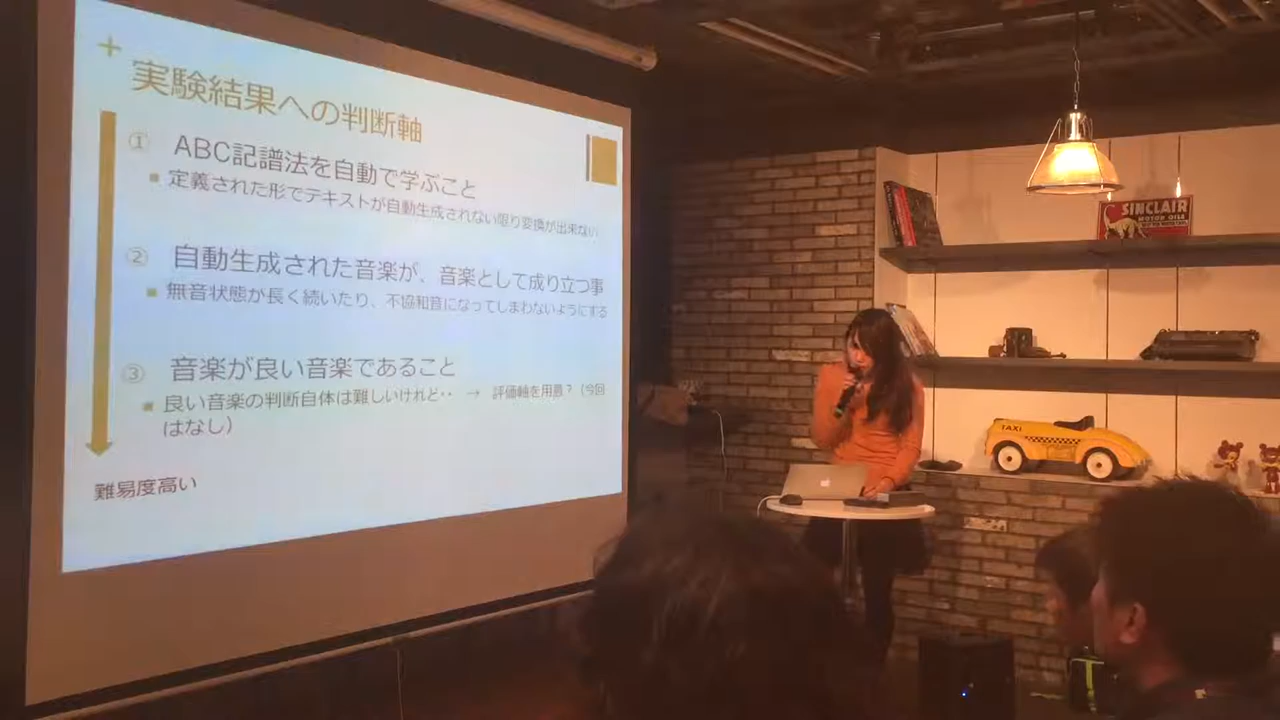 実験結果への判断軸
① ABC記譜法を自動で学ぶこと
定義された形でテキストが自動生成されない限り変換が出来ない
② 自動生成された音楽が、音楽として成り立つ事
無音状態が長く続いたり、不協和音になってしまわないようにする
③ 音楽が良い音楽であること
良い音楽の判断自体は難しいけれど‥ → 評価軸を用意？（今回
はなし）
難易度高い
SINCLAIR
MOTOR OILS
TAXI